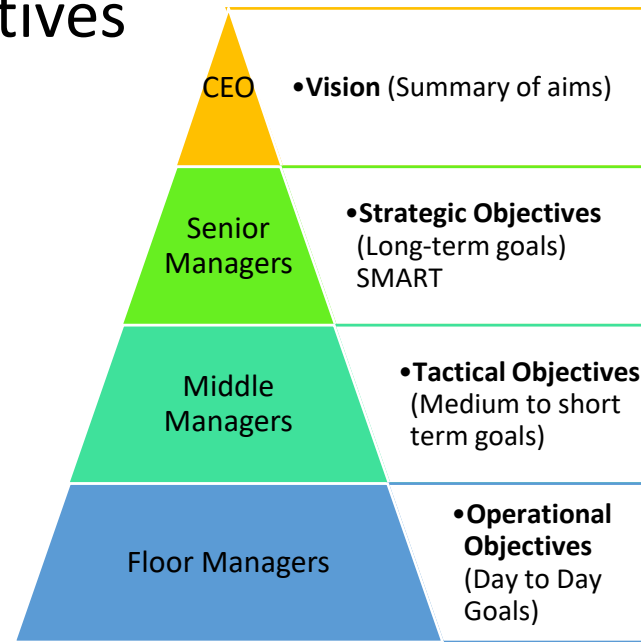 tives
CEO
•Vision (Summary of aims)
Senior
Managers
•Strategic Objectives
(Long-term goals)
SMART
Middle
Managers
•Tactical Objectives
(Medium to short
term goals)
Floor Managers
•Operational
Objectives
(Day to Day
Goals)